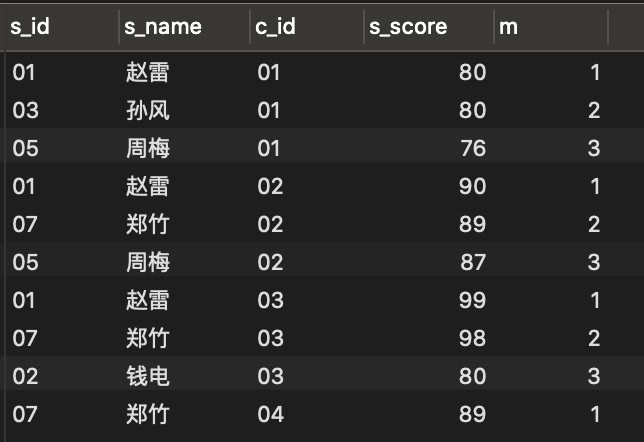 s_id s_name c_id s_score m
01 赵雷 01 80 1
03 孙风 01 80 2
05 周梅 01 76 3
01 赵雷 02 90 1
07 郑竹 02 89 2
05 周梅 02 87 3
01 赵雷 03 99 1
07 郑竹 03 98 2
02 钱电 03 80 3
07 郑竹 04 89 1